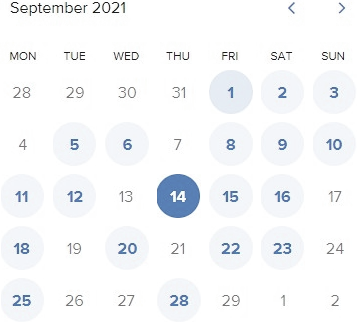 September 2021
MON TUE WED THU FRI SAT SUN
28 29 30 31 1 2 3
4 5 6 7 8 9 10
11 12 13 14 15 16 17
18 19 20 21 22 23 24
25 26 27 28 29 1 2